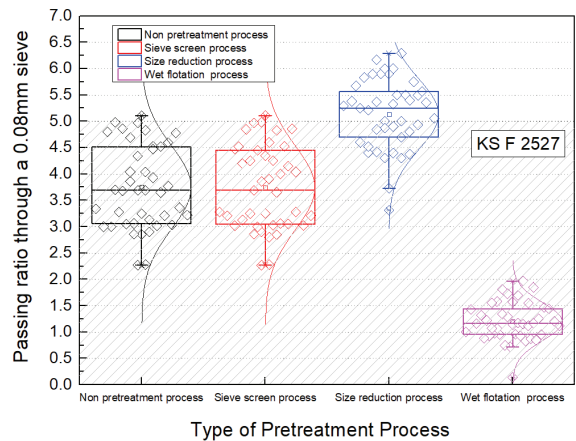 Non pretreatment process
Sieve screen process
Size reduction process
Wet flotation process
KS F 2527
Passing ratio through a 0.08mm sieve
7.0
6.5
6.0
5.5
5.0
4.5
4.0
3.5
3.0
2.5
2.0
1.5
1.0
0.5
0.0
Non pretreatment process Sieve screen process Size reduction process Wet flotation process
Type of Pretreatment Process